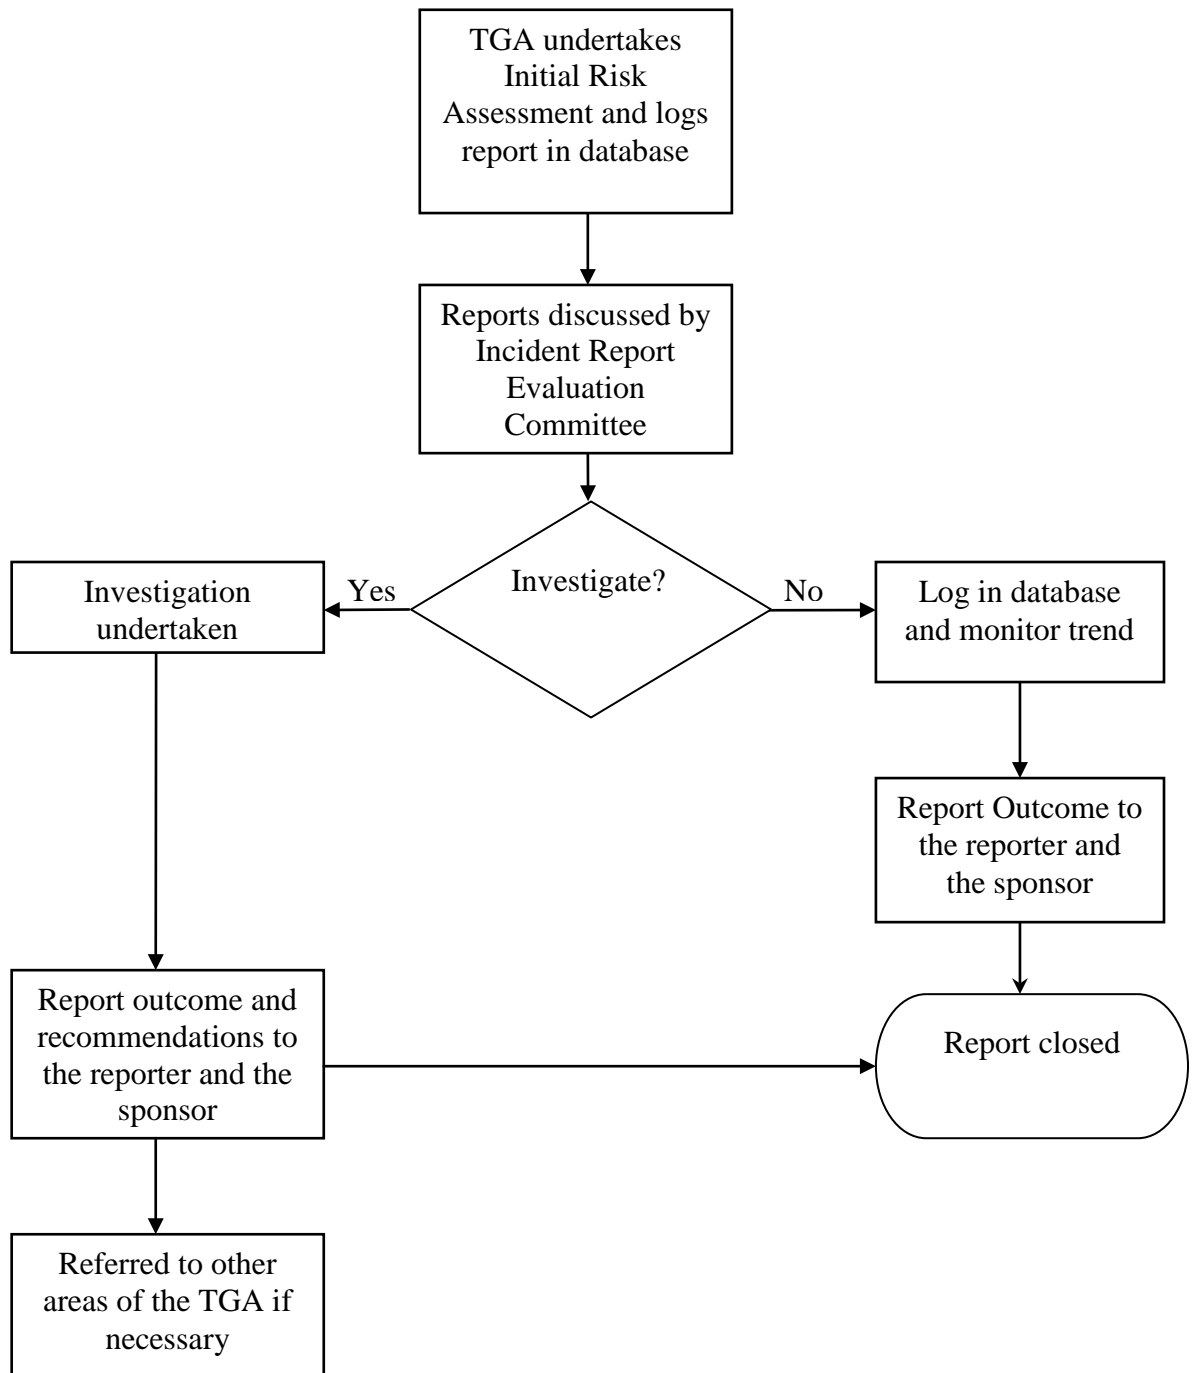 TGA undertakes
Initial Risk
Assessment and logs
report in database
Reports discussed by
Incident Report
Evaluation
Committee
Investigate?
Yes
No
Investigation
undertaken
Log in database
and monitor trend
Report Outcome to
the reporter and
the sponsor
Report outcome and
recommendations to
the reporter and the
sponsor
Report closed
Referred to other
areas of the TGA if
necessary